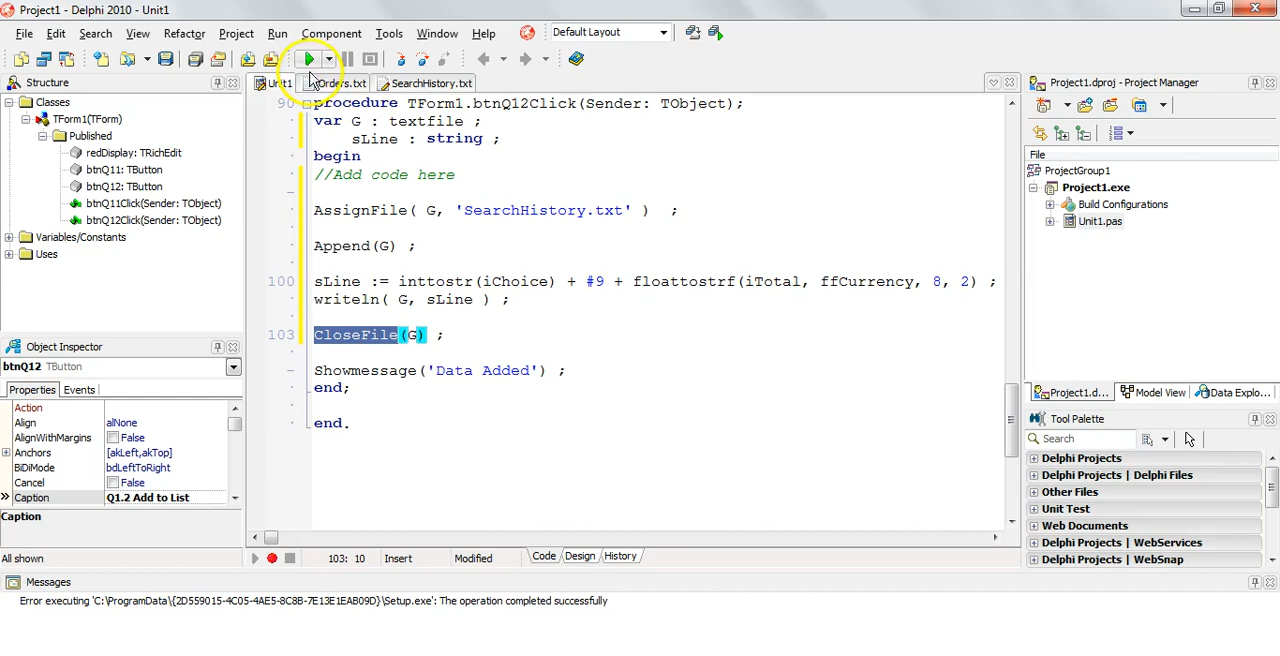 Project1 - Delphi 2010 - Unit1
File Edit Search View Refactor Project Run Component Tools Window Help Default Layout
Structure
Classes
TForm1(TForm)
Published
redDisplay: TRichEdit
btnQ11: TButton
btnQ12: TButton
btnQ11Click(Sender: TObject)
btnQ12Click(Sender: TObject)
Variables/Constants
Uses
Object Inspector
btnQ12 TButton
Properties Events
Action
Align alNone
AlignWithMargins False
Anchors [akLeft,akTop]
BiDiMode bdLeftToRight
Cancel False
Caption Q1.2 Add to List
Caption
All shown
Unit1 Orders.txt SearchHistory.txt
90 procedure TForm1.btnQ12Click(Sender: TObject);
var G : textfile ;
sLine : string ;
begin
//Add code here
AssignFile( G, 'SearchHistory.txt' ) ;
Append(G) ;
100 sLine := inttostr(iChoice) + #9 + floattostrf(iTotal, ffCurrency, 8, 2) ;
writeln( G, sLine ) ;
103 CloseFile(G) ;
Showmessage('Data Added') ;
end;
end.
103: 10 Insert Modified Code Design History
Project1.dproj - Project Manager
File
ProjectGroup1
Project1.exe
Build Configurations
Unit1.pas
Project1.d... Model View Data Explo...
Tool Palette
Search
Delphi Projects
Delphi Projects | Delphi Files
Other Files
Unit Test
Web Documents
Delphi Projects | WebServices
Delphi Projects | WebSnap
Messages
Error executing 'C:\ProgramData\{2D559015-4C05-4AE5-8C8B-7E13E1EAB09D}\Setup.exe': The operation completed successfully